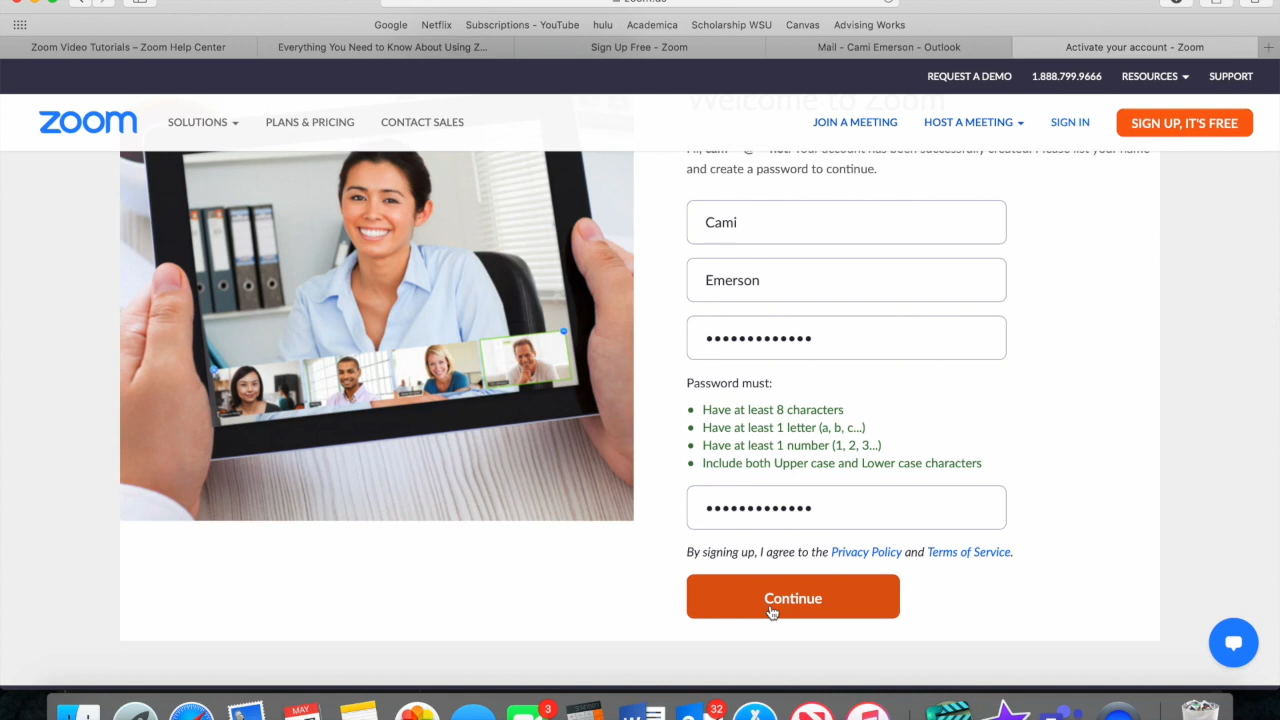 Google Netflix Subscriptions - YouTube hulu Academica Scholarship WSU Canvas Advising Works
Zoom Video Tutorials – Zoom Help Center Everything You Need to Know About Using Z... Sign Up Free - Zoom Mail - Cami Emerson - Outlook Activate your account - Zoom
REQUEST A DEMO 1.888.799.9666 RESOURCES SUPPORT
zoom SOLUTIONS PLANS & PRICING CONTACT SALES JOIN A MEETING HOST A MEETING SIGN IN SIGN UP, IT'S FREE
Welcome to Zoom
Your account has been successfully created. Please list your name
and create a password to continue.
Cami
Emerson
•••••••••••••
Password must:
• Have at least 8 characters
• Have at least 1 letter (a, b, c...)
• Have at least 1 number (1, 2, 3...)
• Include both Upper case and Lower case characters
•••••••••••••
By signing up, I agree to the Privacy Policy and Terms of Service.
Continue
MAY 3 32